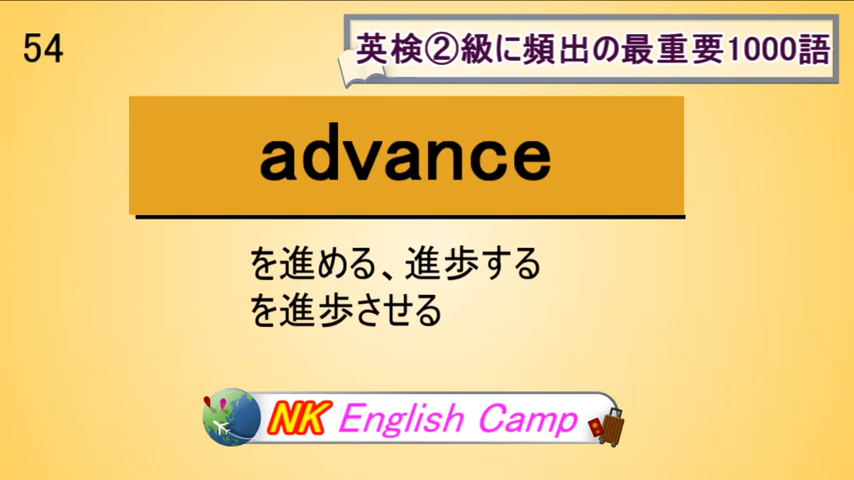 54
英検②級に頻出の最重要1000語
advance
を進める、進歩する
を進歩させる
NK English Camp